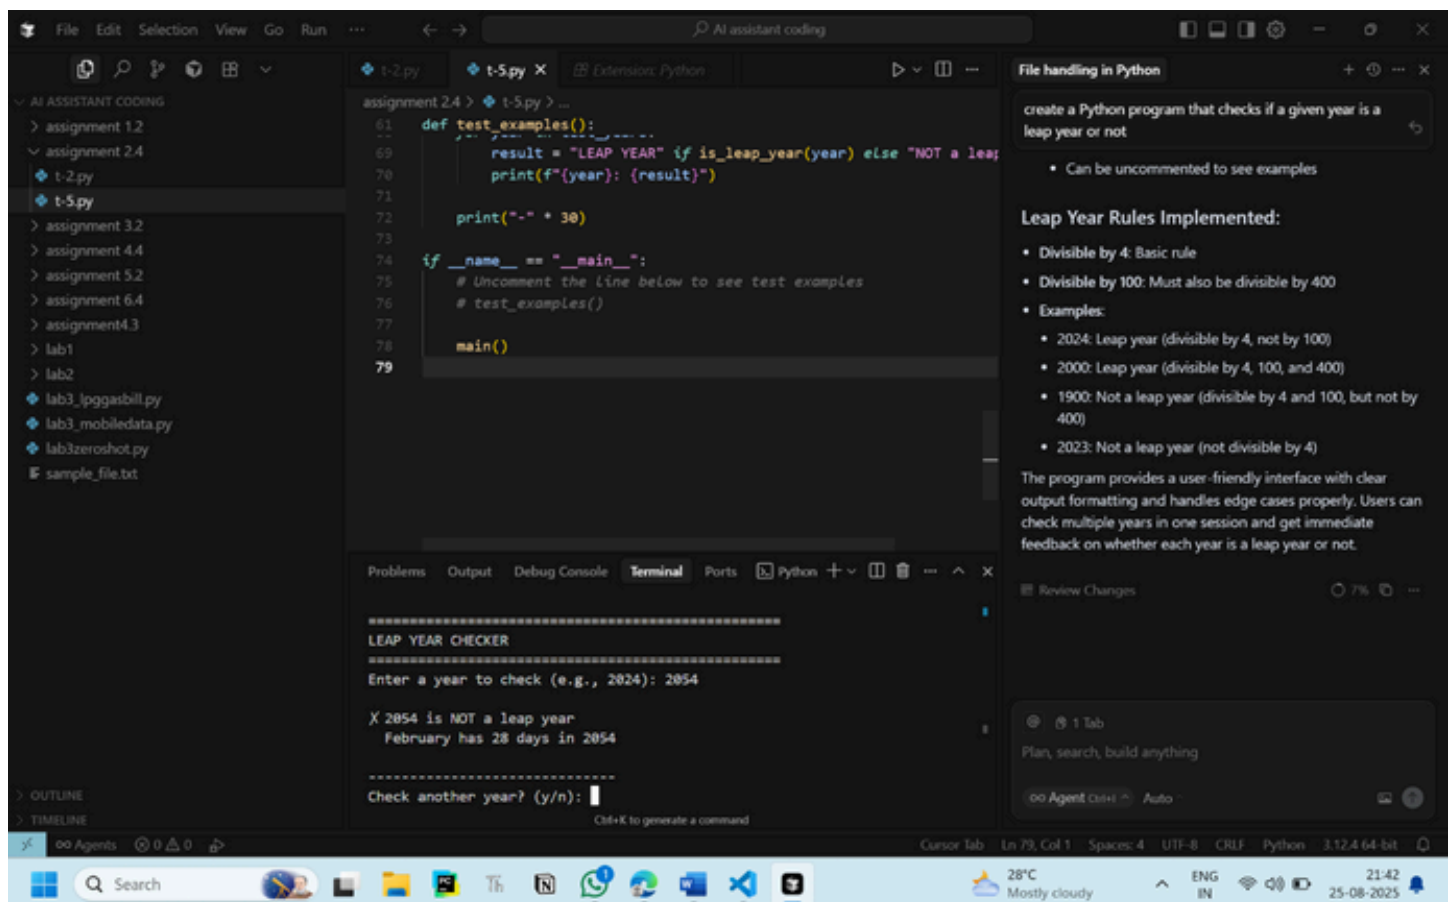 File Edit Selection View Go Run ... AI assistant coding
t-2.py t-5.py Extension: Python
AI ASSISTANT CODING
assignment 1.2
assignment 2.4
t-2.py
t-5.py
assignment 3.2
assignment 4.4
assignment 5.2
assignment 6.4
assignment4.3
lab1
lab2
lab3_lpggasbill.py
lab3_mobiledata.py
lab3zeroshot.py
sample_file.txt
OUTLINE
TIMELINE
assignment 2.4 > t-5.py > ...
61 def test_examples():
69 result = "LEAP YEAR" if is_leap_year(year) else "NOT a leap
70 print(f"{year}: {result}")
71
72 print("-" * 30)
73
74 if __name__ == "__main__":
75 # Uncomment the line below to see test examples
76 # test_examples()
77
78 main()
79
Problems Output Debug Console Terminal Ports Python
==================================================
LEAP YEAR CHECKER
==================================================
Enter a year to check (e.g., 2024): 2054
✗ 2054 is NOT a leap year
February has 28 days in 2054
------------------------------
Check another year? (y/n):
Ctrl+K to generate a command
File handling in Python
create a Python program that checks if a given year is a
leap year or not
• Can be uncommented to see examples
Leap Year Rules Implemented:
• Divisible by 4: Basic rule
• Divisible by 100: Must also be divisible by 400
• Examples:
• 2024: Leap year (divisible by 4, not by 100)
• 2000: Leap year (divisible by 4, 100, and 400)
• 1900: Not a leap year (divisible by 4 and 100, but not by
400)
• 2023: Not a leap year (not divisible by 4)
The program provides a user-friendly interface with clear
output formatting and handles edge cases properly. Users can
check multiple years in one session and get immediate
feedback on whether each year is a leap year or not.
Review Changes 7%
@ 1 Tab
Plan, search, build anything
Agent Ctrl+I Auto
Agents 0 0 Cursor Tab Ln 79, Col 1 Spaces: 4 UTF-8 CRLF Python 3.12.4 64-bit
Search 28°C ENG 21:42
Mostly cloudy IN 25-08-2025